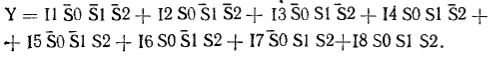 Y = I1 S̄0 S̄1 S̄2 + I2 S0 S̄1 S̄2 + I3 S̄0 S1 S̄2 + I4 S0 S1 S̄2 +
+ I5 S̄0 S̄1 S2 + I6 S0 S̄1 S2 + I7 S̄0 S1 S2+I8 S0 S1 S2.